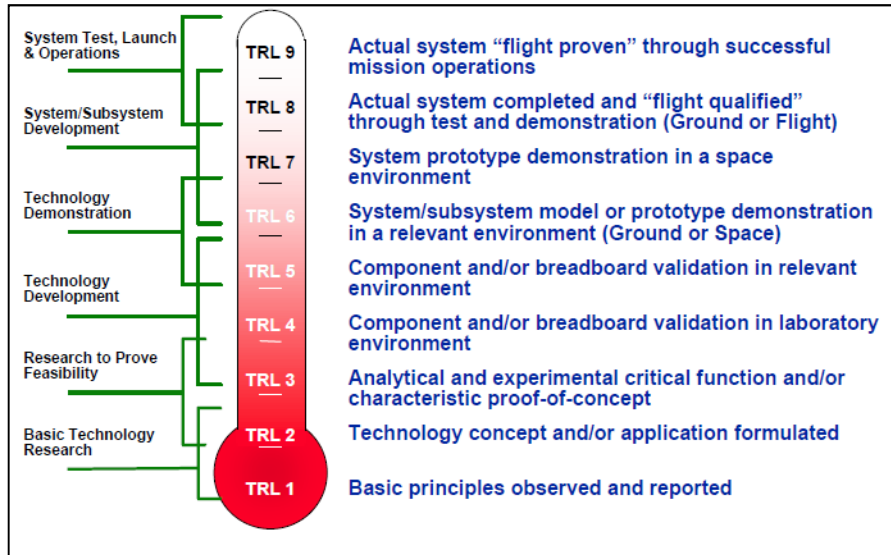 System Test, Launch
& Operations
System/Subsystem
Development
Technology
Demonstration
Technology
Development
Research to Prove
Feasibility
Basic Technology
Research
TRL 9
TRL 8
TRL 7
TRL 6
TRL 5
TRL 4
TRL 3
TRL 2
TRL 1
Actual system “flight proven” through successful
mission operations
Actual system completed and “flight qualified”
through test and demonstration (Ground or Flight)
System prototype demonstration in a space
environment
System/subsystem model or prototype demonstration
in a relevant environment (Ground or Space)
Component and/or breadboard validation in relevant
environment
Component and/or breadboard validation in laboratory
environment
Analytical and experimental critical function and/or
characteristic proof-of-concept
Technology concept and/or application formulated
Basic principles observed and reported